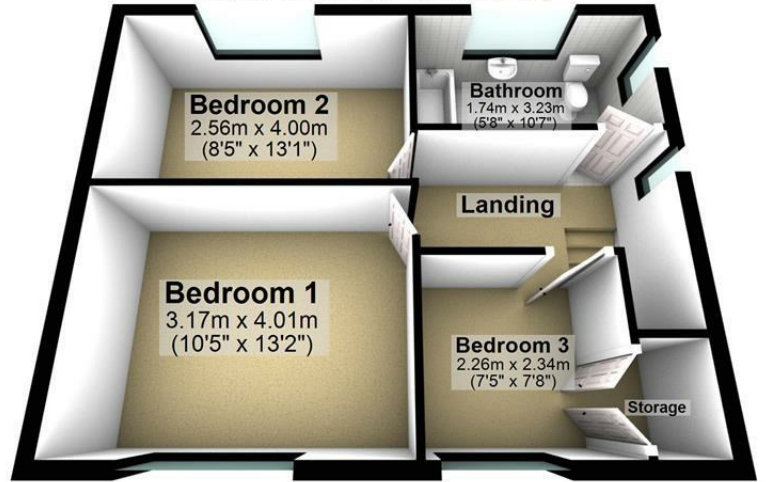 Bedroom 2
2.56m x 4.00m
(8'5" x 13'1")
Bathroom
1.74m x 3.23m
(5'8" x 10'7")
Landing
Bedroom 1
3.17m x 4.01m
(10'5" x 13'2")
Bedroom 3
2.26m x 2.34m
(7'5" x 7'8")
Storage